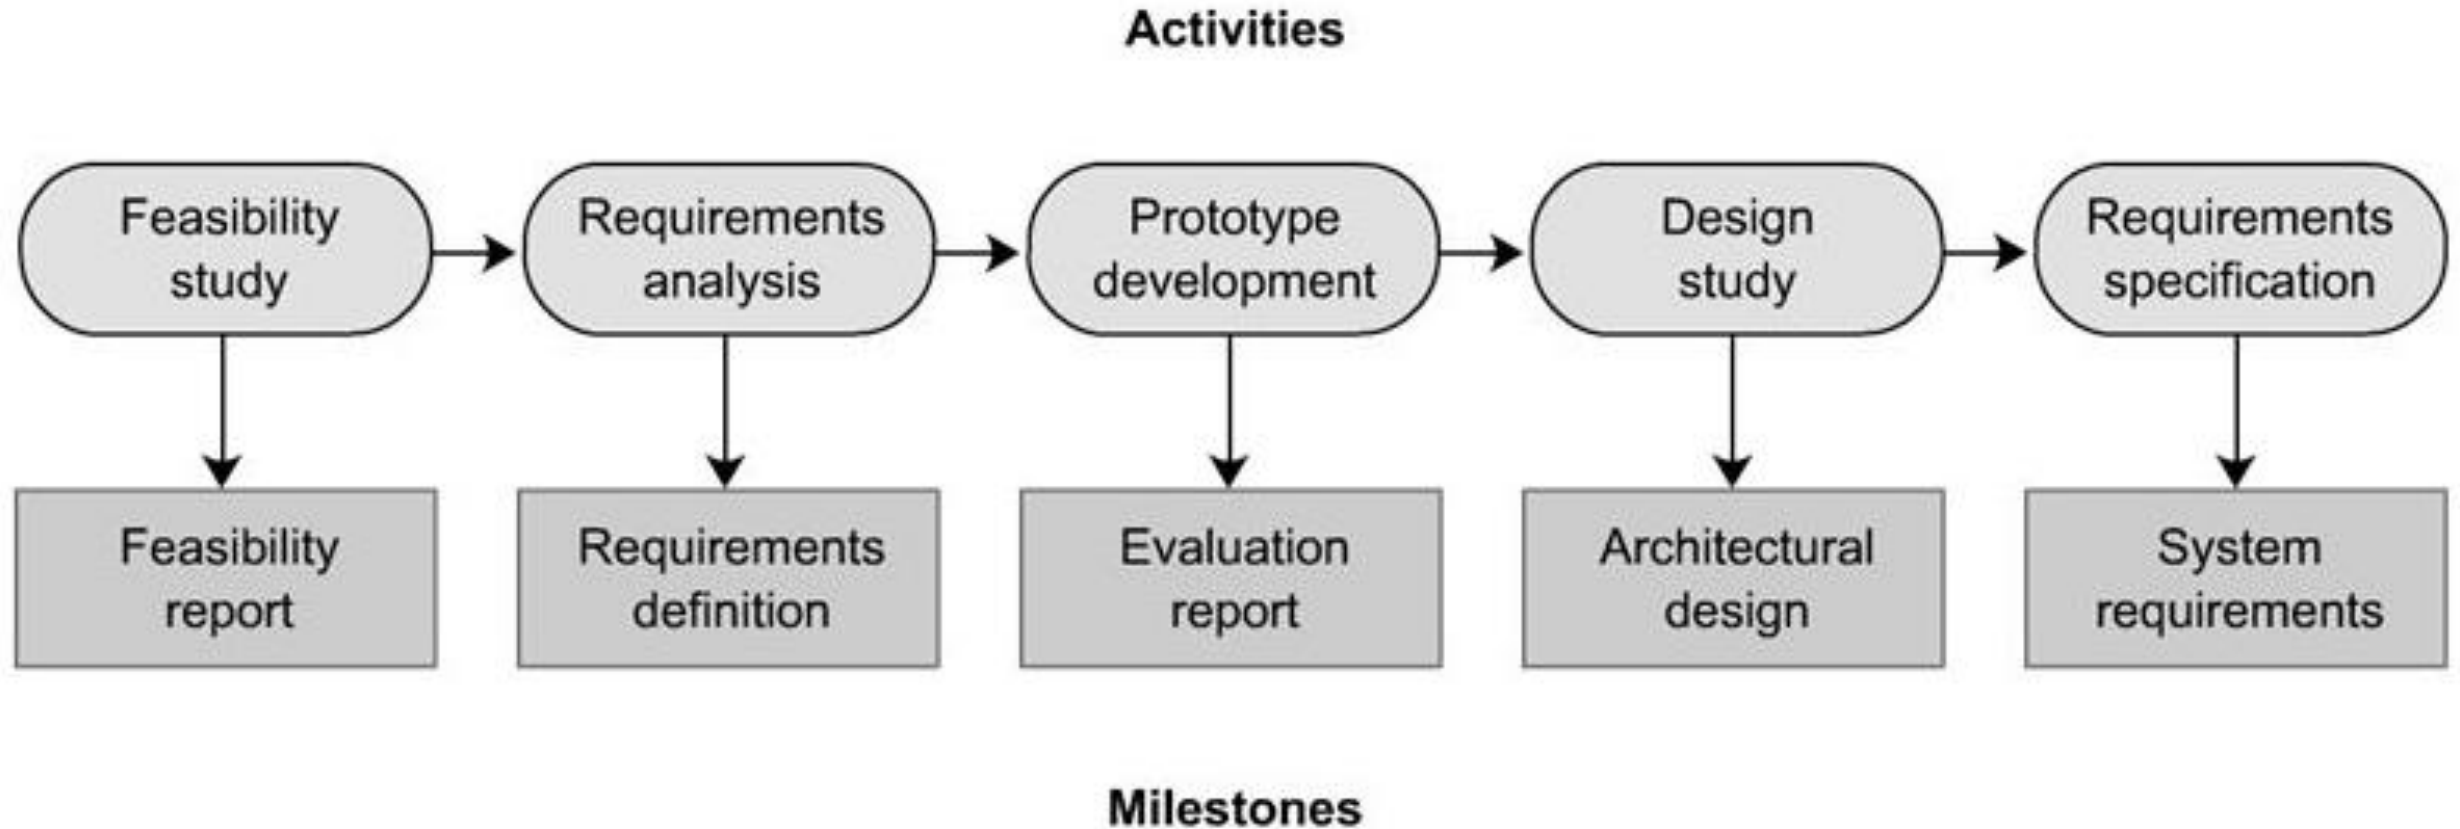 Activities
Feasibility
study
Requirements
analysis
Prototype
development
Design
study
Requirements
specification
Feasibility
report
Requirements
definition
Evaluation
report
Architectural
design
System
requirements
Milestones